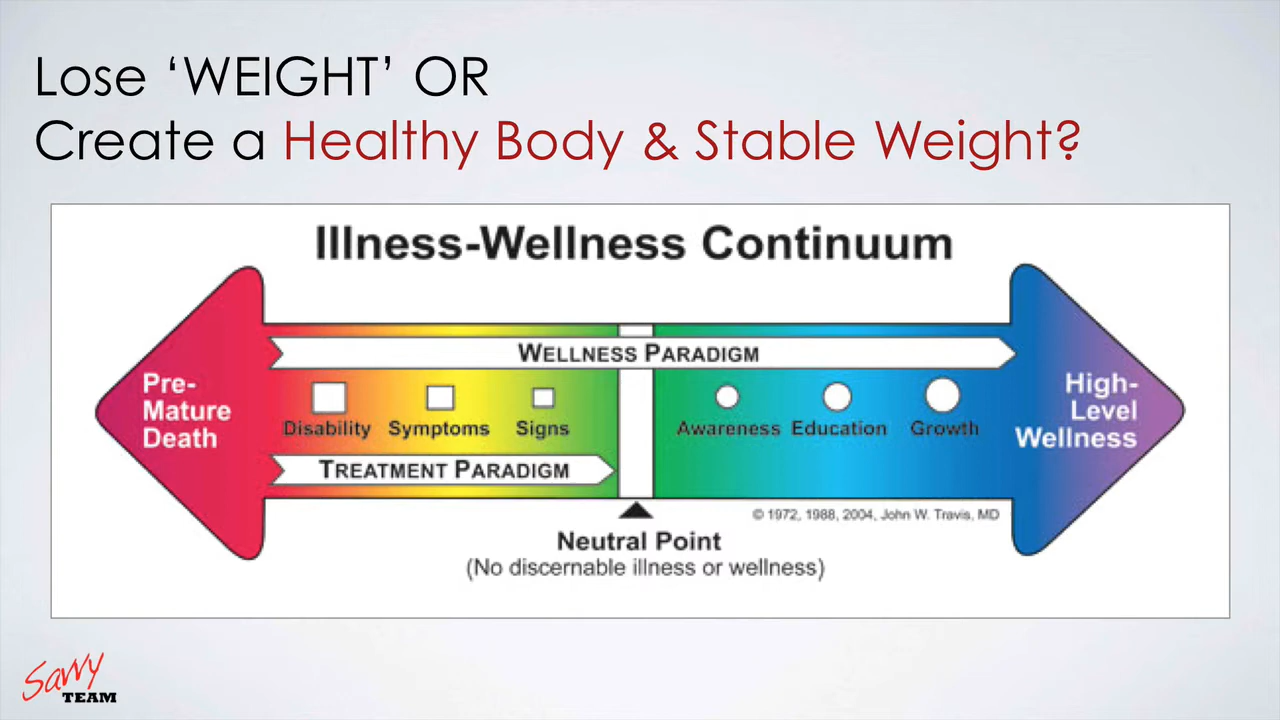 Lose ‘WEIGHT’ OR
Create a Healthy Body & Stable Weight?
Illness-Wellness Continuum
WELLNESS PARADIGM
Pre-
Mature
Death
Disability Symptoms Signs
Awareness Education Growth
High-
Level
Wellness
TREATMENT PARADIGM
© 1972, 1988, 2004, John W. Travis, MD
Neutral Point
(No discernable illness or wellness)
Savvy
TEAM